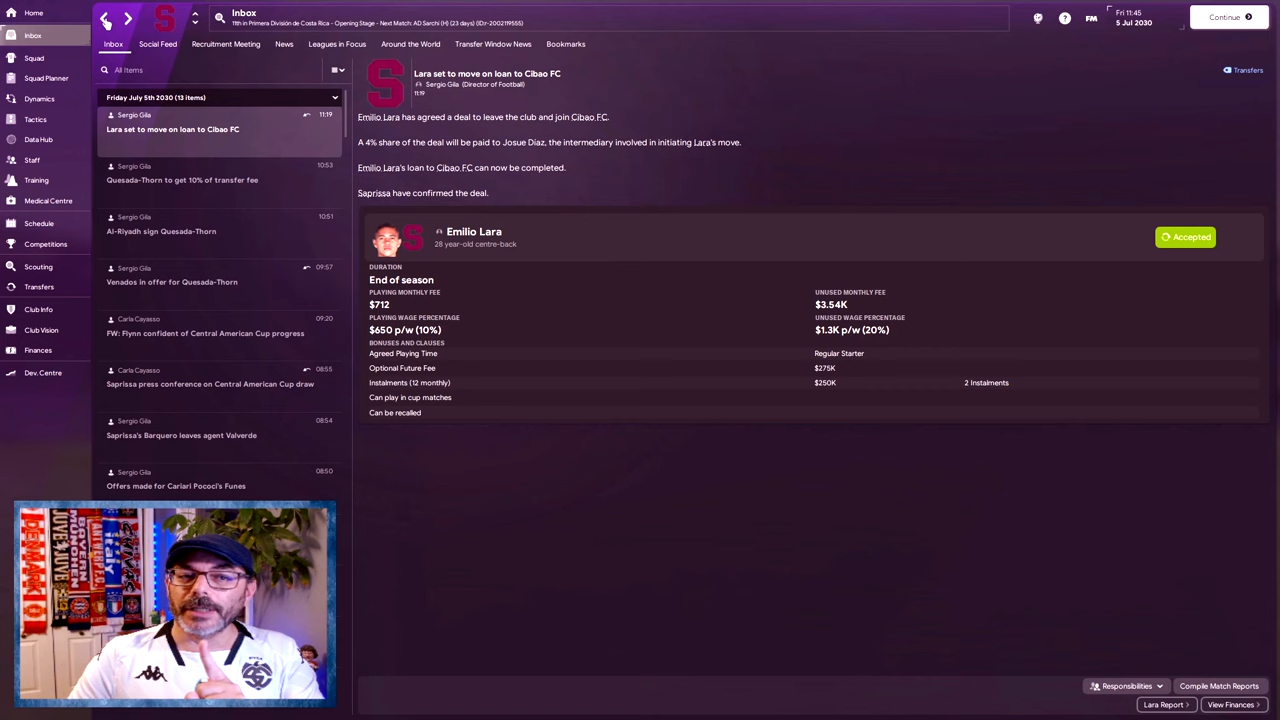 Home
Inbox
Squad
Squad Planner
Dynamics
Tactics
Data Hub
Staff
Training
Medical Centre
Schedule
Competitions
Scouting
Transfers
Club Info
Club Vision
Finances
Dev. Centre
Inbox
11th in Primera División de Costa Rica - Opening Stage - Next Match: AD Sarchí (H) (23 days) (ID:r-2002119555)
FM
Fri 11:45
5 Jul 2030
Continue
Inbox Social Feed Recruitment Meeting News Leagues in Focus Around the World Transfer Window News Bookmarks
All Items
Friday July 5th 2030 (13 items)
Sergio Gila 11:19
Lara set to move on loan to Cibao FC
Sergio Gila 10:53
Quesada-Thorn to get 10% of transfer fee
Sergio Gila 10:51
Al-Riyadh sign Quesada-Thorn
Sergio Gila 09:57
Venados in offer for Quesada-Thorn
Carla Cayasso 09:20
FW: Flynn confident of Central American Cup progress
Carla Cayasso 08:55
Saprissa press conference on Central American Cup draw
Sergio Gila 08:54
Saprissa's Barquero leaves agent Valverde
Sergio Gila 08:50
Offers made for Cariari Pococí's Funes
S
Lara set to move on loan to Cibao FC
Sergio Gila (Director of Football)
11:19
Transfers
Emilio Lara has agreed a deal to leave the club and join Cibao FC.
A 4% share of the deal will be paid to Josue Diaz, the intermediary involved in initiating Lara's move.
Emilio Lara's loan to Cibao FC can now be completed.
Saprissa have confirmed the deal.
Emilio Lara
28 year-old centre-back
Accepted
DURATION
End of season
PLAYING MONTHLY FEE UNUSED MONTHLY FEE
$712 $3.54K
PLAYING WAGE PERCENTAGE UNUSED WAGE PERCENTAGE
$650 p/w (10%) $1.3K p/w (20%)
BONUSES AND CLAUSES
Agreed Playing Time Regular Starter
Optional Future Fee $275K
Instalments (12 monthly) $250K 2 Instalments
Can play in cup matches
Can be recalled
DENMARK
BAYERN MÜNCHEN
JUVE
ANTWERP F.C.
italy
Responsibilities Compile Match Reports
Lara Report View Finances